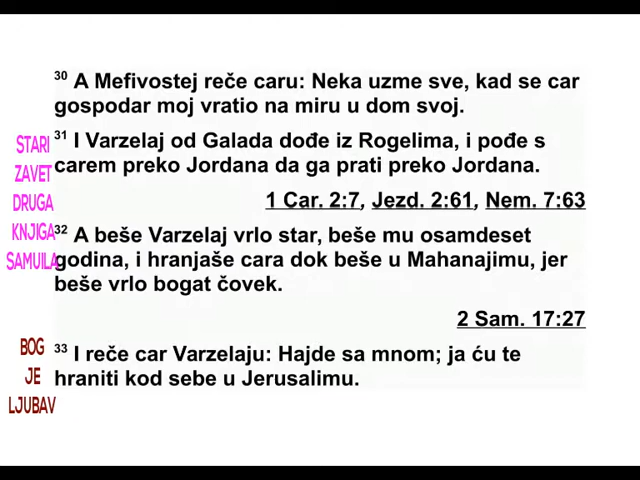 30 A Mefivostej reče caru: Neka uzme sve, kad se car
gospodar moj vratio na miru u dom svoj.
31 I Varzelaj od Galada dođe iz Rogelima, i pođe s
carem preko Jordana da ga prati preko Jordana.
1 Car. 2:7, Jezd. 2:61, Nem. 7:63
32 A beše Varzelaj vrlo star, beše mu osamdeset
godina, i hranjaše cara dok beše u Mahanajimu, jer
beše vrlo bogat čovek.
2 Sam. 17:27
33 I reče car Varzelaju: Hajde sa mnom; ja ću te
hraniti kod sebe u Jerusalimu.
STARI
ZAVET
DRUGA
KNJIGA
SAMUILA
BOG
JE
LJUBAV